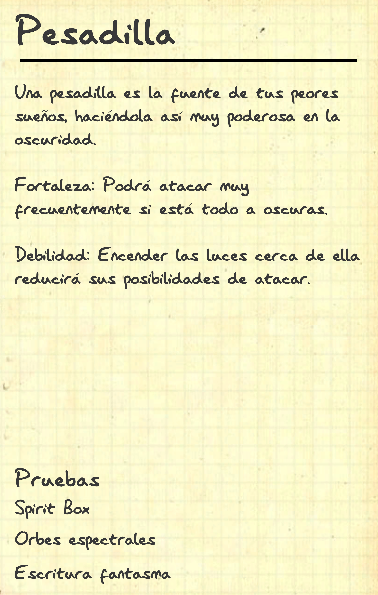 Pesadilla
Una pesadilla es la fuente de tus peores
sueños, haciéndola así muy poderosa en la
oscuridad.
Fortaleza: Podrá atacar muy
frecuentemente si está todo a oscuras.
Debilidad: Encender las luces cerca de ella
reducirá sus posibilidades de atacar.
Pruebas
Spirit Box
Orbes espectrales
Escritura fantasma